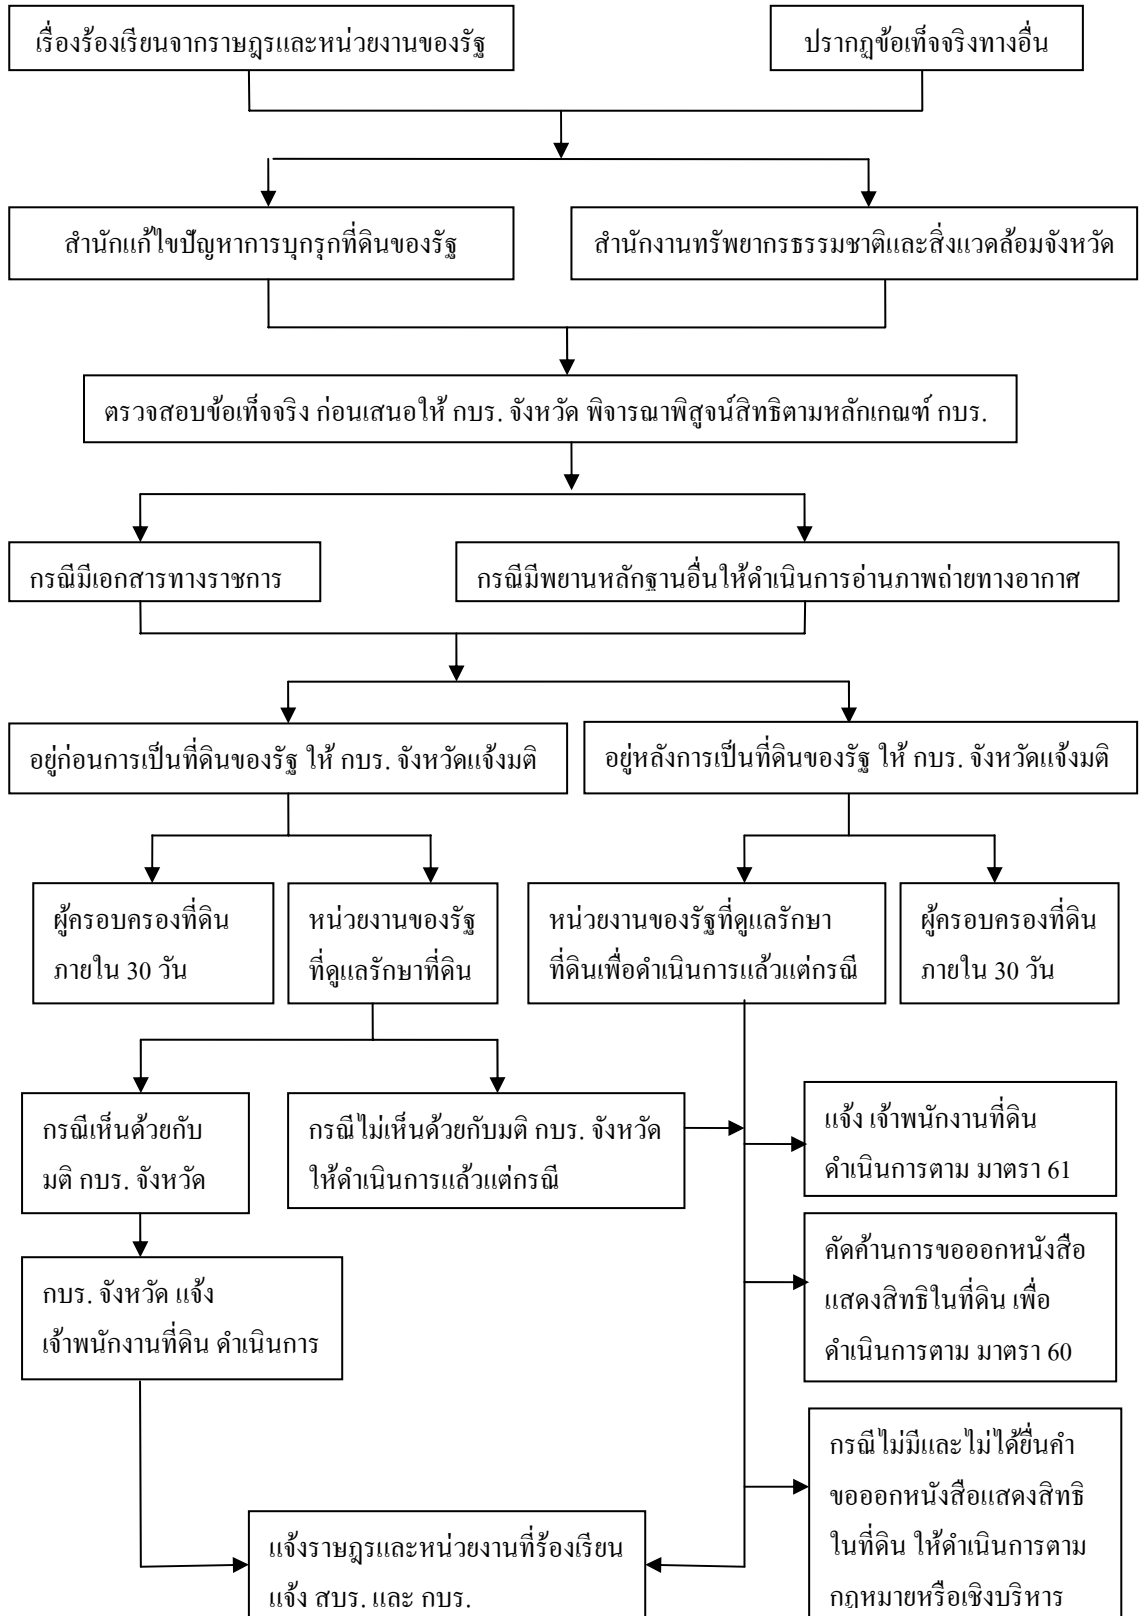 เรื่องร้องเรียนจากราษฎรและหน่วยงานของรัฐ
ปรากฏข้อเท็จจริงทางอื่น
สำนักแก้ไขปัญหาการบุกรุกที่ดินของรัฐ
สำนักงานทรัพยากรธรรมชาติและสิ่งแวดล้อมจังหวัด
ตรวจสอบข้อเท็จจริง ก่อนเสนอให้ กบร. จังหวัด พิจารณาพิสูจน์สิทธิตามหลักเกณฑ์ กบร.
กรณีมีเอกสารทางราชการ
กรณีมีพยานหลักฐานอื่นให้ดำเนินการอ่านภาพถ่ายทางอากาศ
อยู่ก่อนการเป็นที่ดินของรัฐ ให้ กบร. จังหวัดแจ้งมติ
อยู่หลังการเป็นที่ดินของรัฐ ให้ กบร. จังหวัดแจ้งมติ
ผู้ครอบครองที่ดิน
ภายใน 30 วัน
หน่วยงานของรัฐ
ที่ดูแลรักษาที่ดิน
หน่วยงานของรัฐที่ดูแลรักษา
ที่ดินเพื่อดำเนินการแล้วแต่กรณี
ผู้ครอบครองที่ดิน
ภายใน 30 วัน
กรณีเห็นด้วยกับ
มติ กบร. จังหวัด
กรณีไม่เห็นด้วยกับมติ กบร. จังหวัด
ให้ดำเนินการแล้วแต่กรณี
แจ้ง เจ้าพนักงานที่ดิน
ดำเนินการตาม มาตรา 61
คัดค้านการขอออกหนังสือ
แสดงสิทธิในที่ดิน เพื่อ
ดำเนินการตาม มาตรา 60
กบร. จังหวัด แจ้ง
เจ้าพนักงานที่ดิน ดำเนินการ
กรณีไม่มีและไม่ได้ยื่นคำ
ขอออกหนังสือแสดงสิทธิ
ในที่ดิน ให้ดำเนินการตาม
กฎหมายหรือเชิงบริหาร
แจ้งราษฎรและหน่วยงานที่ร้องเรียน
แจ้ง สบร. และ กบร.